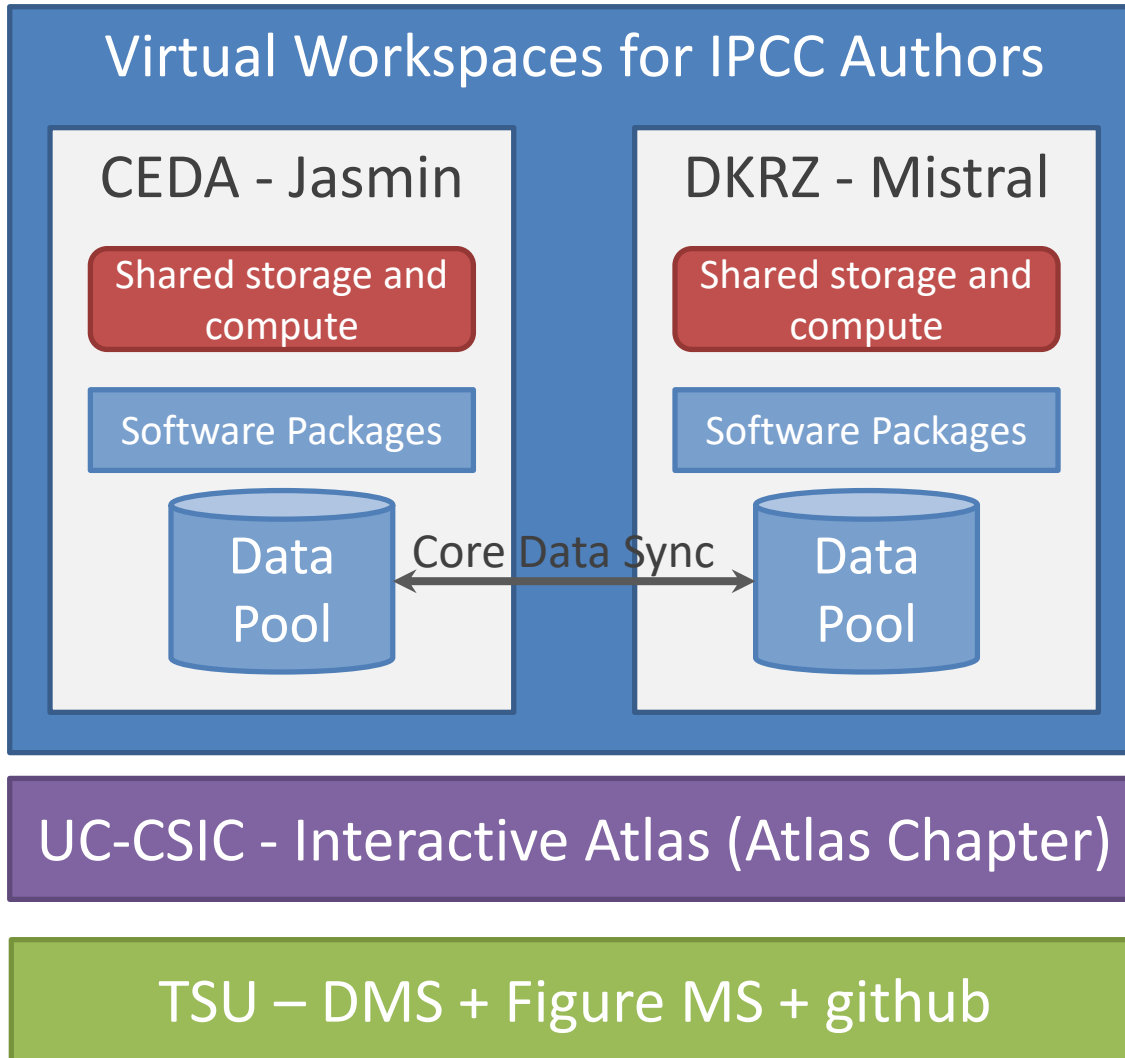 Virtual Workspaces for IPCC Authors
CEDA - Jasmin
Shared storage and
compute
Software Packages
Data
Pool
DKRZ - Mistral
Shared storage and
compute
Software Packages
Data
Pool
Core Data Sync
UC-CSIC - Interactive Atlas (Atlas Chapter)
TSU – DMS + Figure MS + github